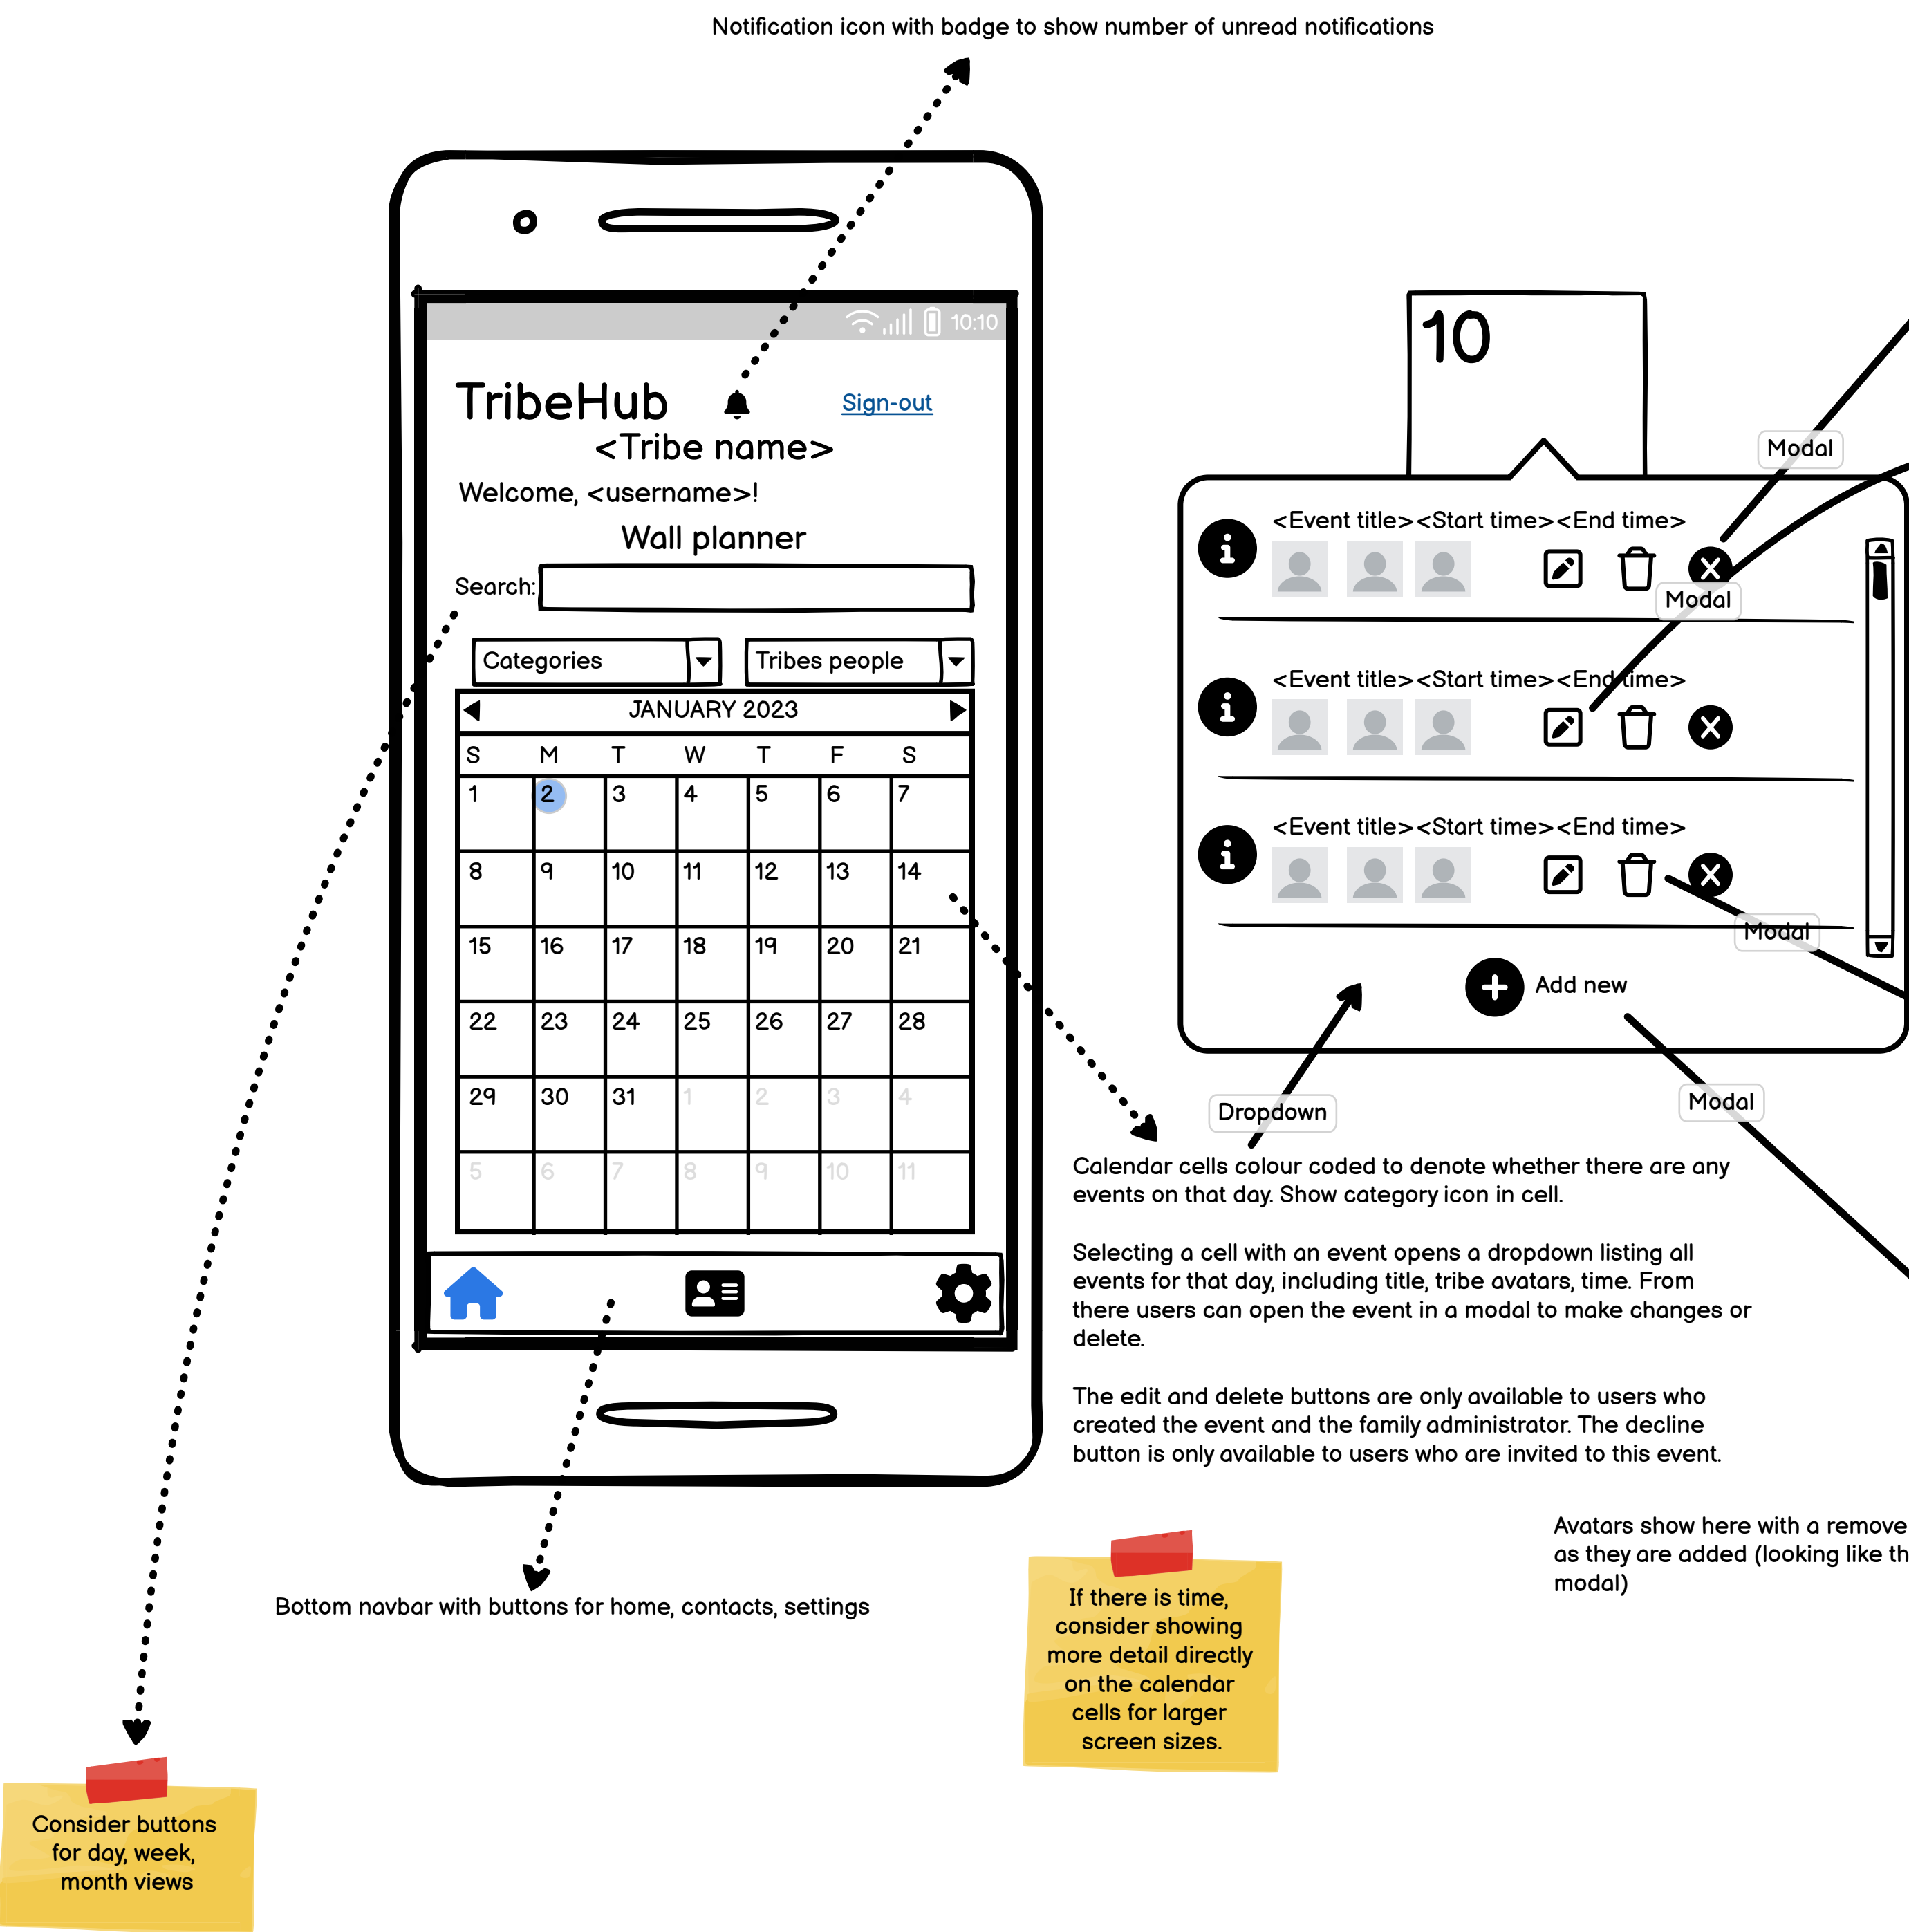 Notification icon with badge to show number of unread notifications
10:10
TribeHub
Sign-out
<Tribe name>
Welcome, <username>!
Wall planner
Search:
Categories
Tribes people
JANUARY 2023
S M T W T F S
1 2 3 4 5 6 7
8 9 10 11 12 13 14
15 16 17 18 19 20 21
22 23 24 25 26 27 28
29 30 31 1 2 3 4
5 6 7 8 9 10 11
Bottom navbar with buttons for home, contacts, settings
Consider buttons
for day, week,
month views
10
Modal
<Event title><Start time><End time>
Modal
<Event title><Start time><End time>
<Event title><Start time><End time>
Modal
Add new
Modal
Dropdown
Calendar cells colour coded to denote whether there are any
events on that day. Show category icon in cell.
Selecting a cell with an event opens a dropdown listing all
events for that day, including title, tribe avatars, time. From
there users can open the event in a modal to make changes or
delete.
The edit and delete buttons are only available to users who
created the event and the family administrator. The decline
button is only available to users who are invited to this event.
Avatars show here with a remove
as they are added (looking like th
modal)
If there is time,
consider showing
more detail directly
on the calendar
cells for larger
screen sizes.